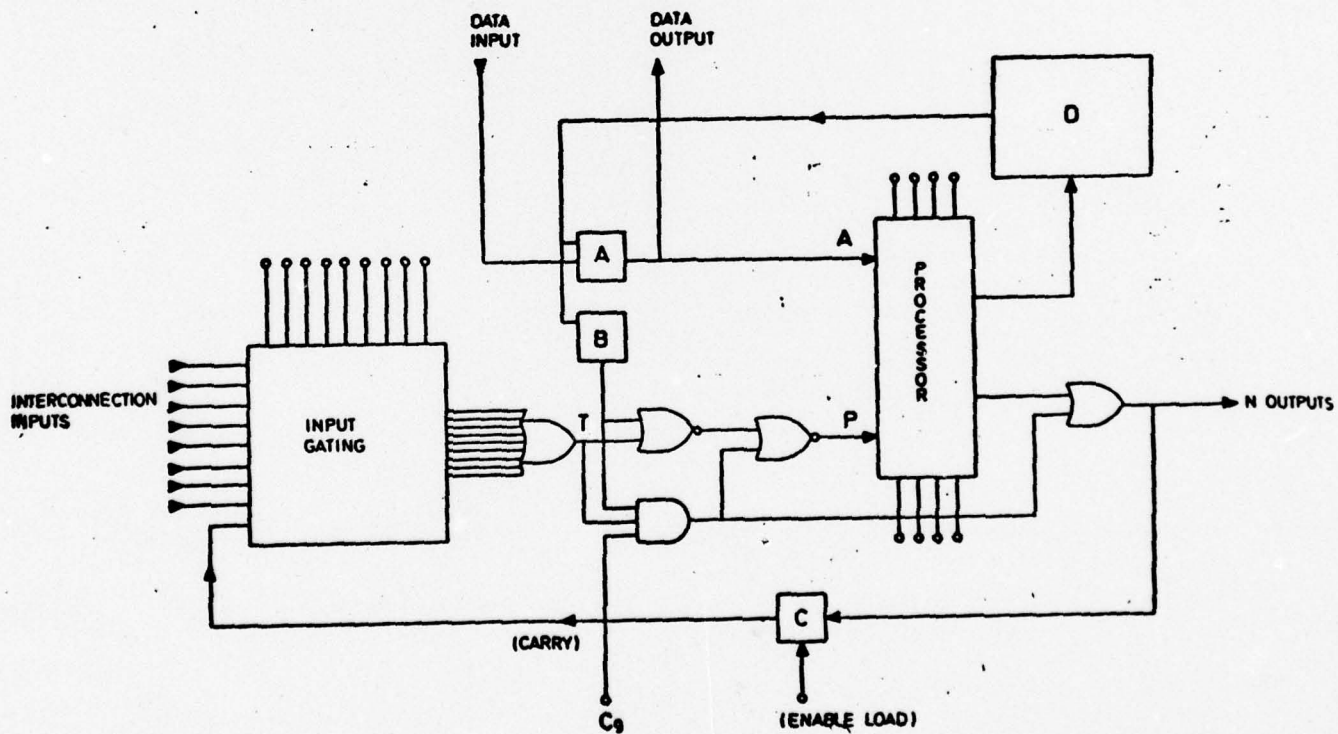 DATA
INPUT
DATA
OUTPUT
D
A
A
B
PROCESSOR
INTERCONNECTION
INPUTS
INPUT
GATING
T
P
N OUTPUTS
C
(CARRY)
C9
(ENABLE LOAD)